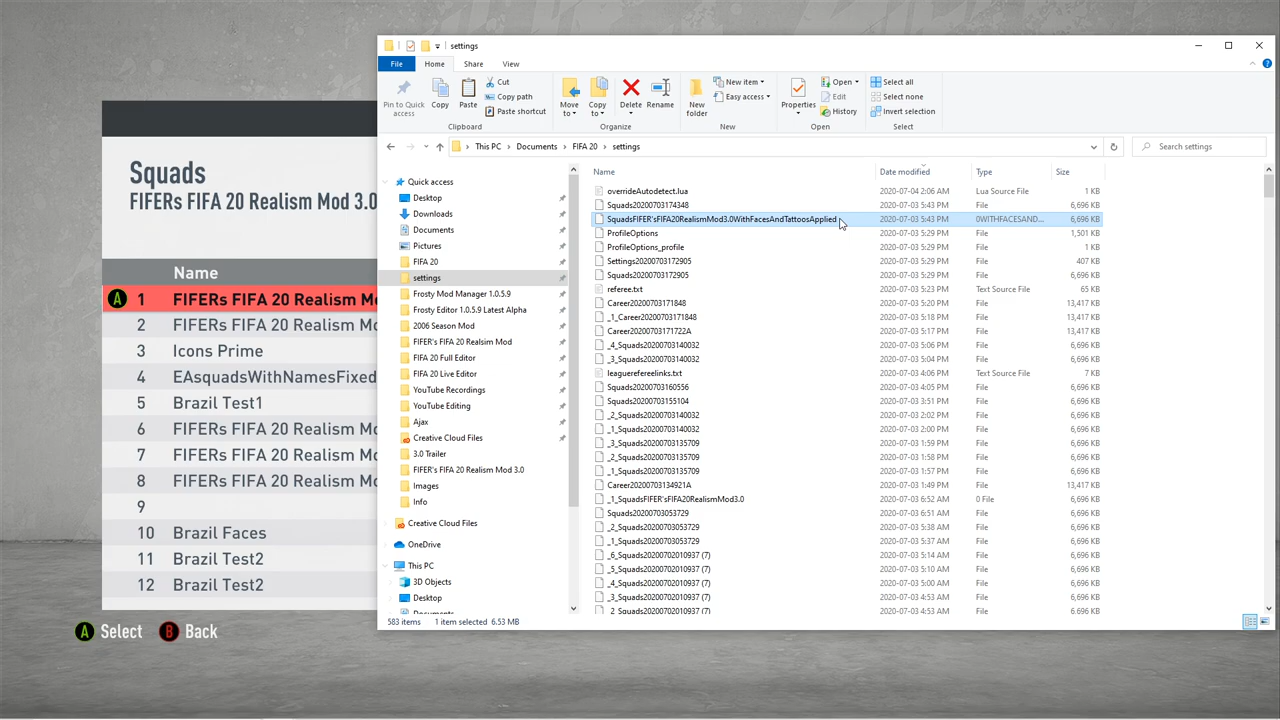 Squads
FIFERs FIFA 20 Realism Mod 3.0
Name
A 1 FIFERs FIFA 20 Realism M
2 FIFERs FIFA 20 Realism Mo
3 Icons Prime
4 EAsquadsWithNamesFixed
5 Brazil Test1
6 FIFERs FIFA 20 Realism Mo
7 FIFERs FIFA 20 Realism Mo
8 FIFERs FIFA 20 Realism Mo
9
10 Brazil Faces
11 Brazil Test2
12 Brazil Test2
A Select B Back
settings
File Home Share View
Pin to Quick access
Copy
Paste
Cut
Copy path
Paste shortcut
Clipboard
Move to
Copy to
Delete
Rename
Organize
New folder
New item
Easy access
New
Properties
Open
Edit
History
Open
Select all
Select none
Invert selection
Select
This PC > Documents > FIFA 20 > settings
Search settings
Quick access
Desktop
Downloads
Documents
Pictures
FIFA 20
settings
Frosty Mod Manager 1.0.5.9
Frosty Editor 1.0.5.9 Latest Alpha
2006 Season Mod
FIFER's FIFA 20 Realsim Mod
FIFA 20 Full Editor
FIFA 20 Live Editor
YouTube Recordings
YouTube Editing
Ajax
Creative Cloud Files
3.0 Trailer
FIFER's FIFA 20 Realism Mod 3.0
Images
Info
Creative Cloud Files
OneDrive
This PC
3D Objects
Desktop
Documents
Name Date modified Type Size
overrideAutodetect.lua 2020-07-04 2:06 AM Lua Source File 1 KB
Squads20200703174348 2020-07-03 5:43 PM File 6,696 KB
SquadsFIFER'sFIFA20RealismMod3.0WithFacesAndTattoosApplied 2020-07-03 5:43 PM 0WITHFACESAND... 6,696 KB
ProfileOptions 2020-07-03 5:29 PM File 1,501 KB
ProfileOptions_profile 2020-07-03 5:29 PM File 1 KB
Settings20200703172905 2020-07-03 5:29 PM File 407 KB
Squads20200703172905 2020-07-03 5:29 PM File 6,696 KB
referee.txt 2020-07-03 5:29 PM Text Source File 65 KB
Career20200703171848 2020-07-03 5:20 PM File 13,417 KB
_1_Career20200703171848 2020-07-03 5:18 PM File 13,417 KB
Career20200703171722A 2020-07-03 5:17 PM File 13,417 KB
_4_Squads20200703140032 2020-07-03 5:06 PM File 6,696 KB
_3_Squads20200703140032 2020-07-03 5:04 PM File 6,696 KB
leaguerefereelinks.txt 2020-07-03 4:06 PM Text Source File 7 KB
Squads20200703160556 2020-07-03 4:05 PM File 6,696 KB
Squads20200703155104 2020-07-03 3:51 PM File 6,696 KB
_2_Squads20200703140032 2020-07-03 2:02 PM File 6,696 KB
_1_Squads20200703140032 2020-07-03 2:00 PM File 6,696 KB
_3_Squads20200703135709 2020-07-03 1:59 PM File 6,696 KB
_2_Squads20200703135709 2020-07-03 1:58 PM File 6,696 KB
_1_Squads20200703135709 2020-07-03 1:57 PM File 6,696 KB
Career20200703134921A 2020-07-03 1:49 PM File 13,417 KB
_1_SquadsFIFER'sFIFA20RealismMod3.0 2020-07-03 6:52 AM 0 File 6,696 KB
Squads20200703053729 2020-07-03 6:51 AM File 6,696 KB
_2_Squads20200703053729 2020-07-03 5:38 AM File 6,696 KB
_1_Squads20200703053729 2020-07-03 5:37 AM File 6,696 KB
_6_Squads20200702010937 (7) 2020-07-03 5:14 AM File 6,696 KB
_5_Squads20200702010937 (7) 2020-07-03 5:10 AM File 6,696 KB
_4_Squads20200702010937 (7) 2020-07-03 5:00 AM File 6,696 KB
_3_Squads20200702010937 (7) 2020-07-03 4:53 AM File 6,696 KB
_2_Squads20200702010937 (7) 2020-07-03 4:53 AM File 6,696 KB
583 items 1 item selected 6.53 MB